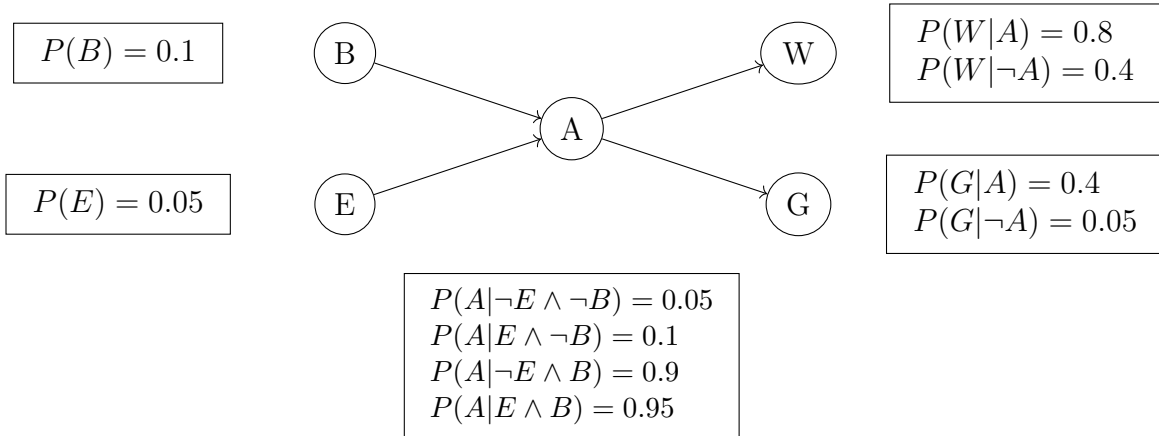 P(B) = 0.1
B
W
P(W|A) = 0.8
P(W|¬A) = 0.4
A
P(E) = 0.05
E
G
P(G|A) = 0.4
P(G|¬A) = 0.05
P(A|¬E ∧ ¬B) = 0.05
P(A|E ∧ ¬B) = 0.1
P(A|¬E ∧ B) = 0.9
P(A|E ∧ B) = 0.95